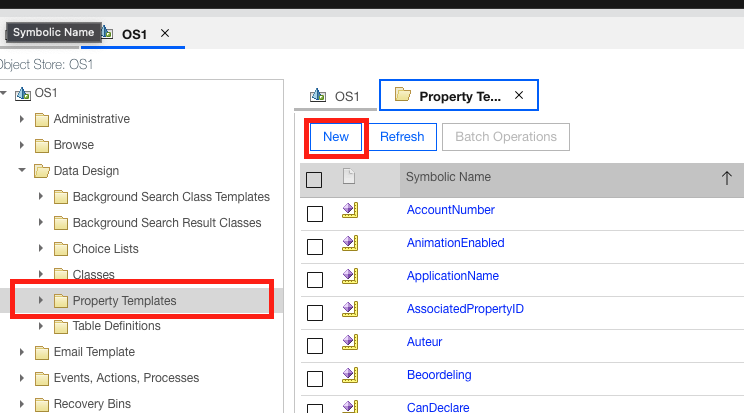 Symbolic Name
OS1
Object Store: OS1
OS1
Administrative
Browse
Data Design
Background Search Class Templates
Background Search Result Classes
Choice Lists
Classes
Property Templates
Table Definitions
Email Template
Events, Actions, Processes
Recovery Bins
OS1
Property Te...
New
Refresh
Batch Operations
Symbolic Name
AccountNumber
AnimationEnabled
ApplicationName
AssociatedPropertyID
Auteur
Beoordeling
CanDeclare